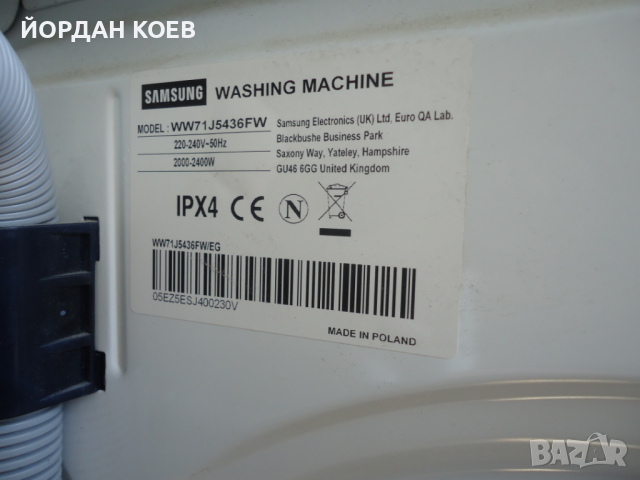 ЙОРДАН КОЕВ
SAMSUNG WASHING MACHINE
MODEL : WW71J5436FW
220-240V~50Hz
2000-2400W
Samsung Electronics (UK) Ltd, Euro QA Lab.
Blackbushe Business Park
Saxony Way, Yateley, Hampshire
GU46 6GG United Kingdom
IPX4 CE N
WW71J5436FW/EG
05EZ5ESJ400230V
MADE IN POLAND
BAZAR